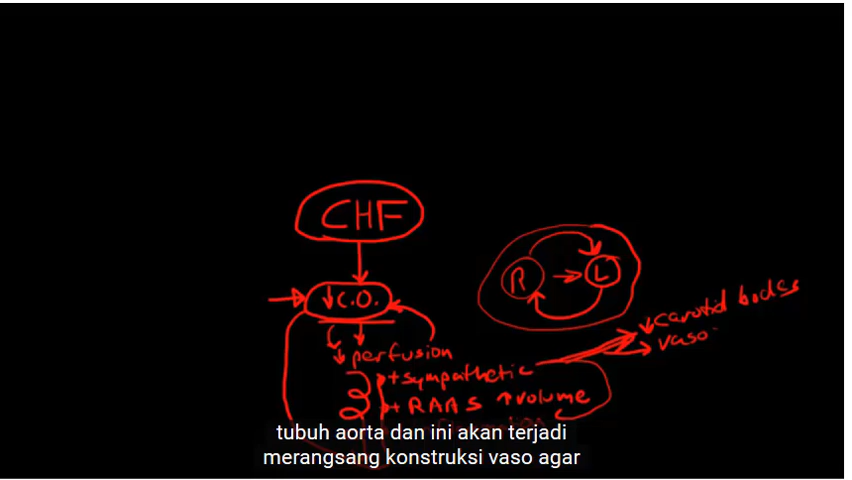 CHF
↓C.O.
R → L
↓ perfusion
+ sympathetic
↓ carotid bodies
vaso
+ RAAS ↑ volume
tubuh aorta dan ini akan terjadi
merangsang konstruksi vaso agar